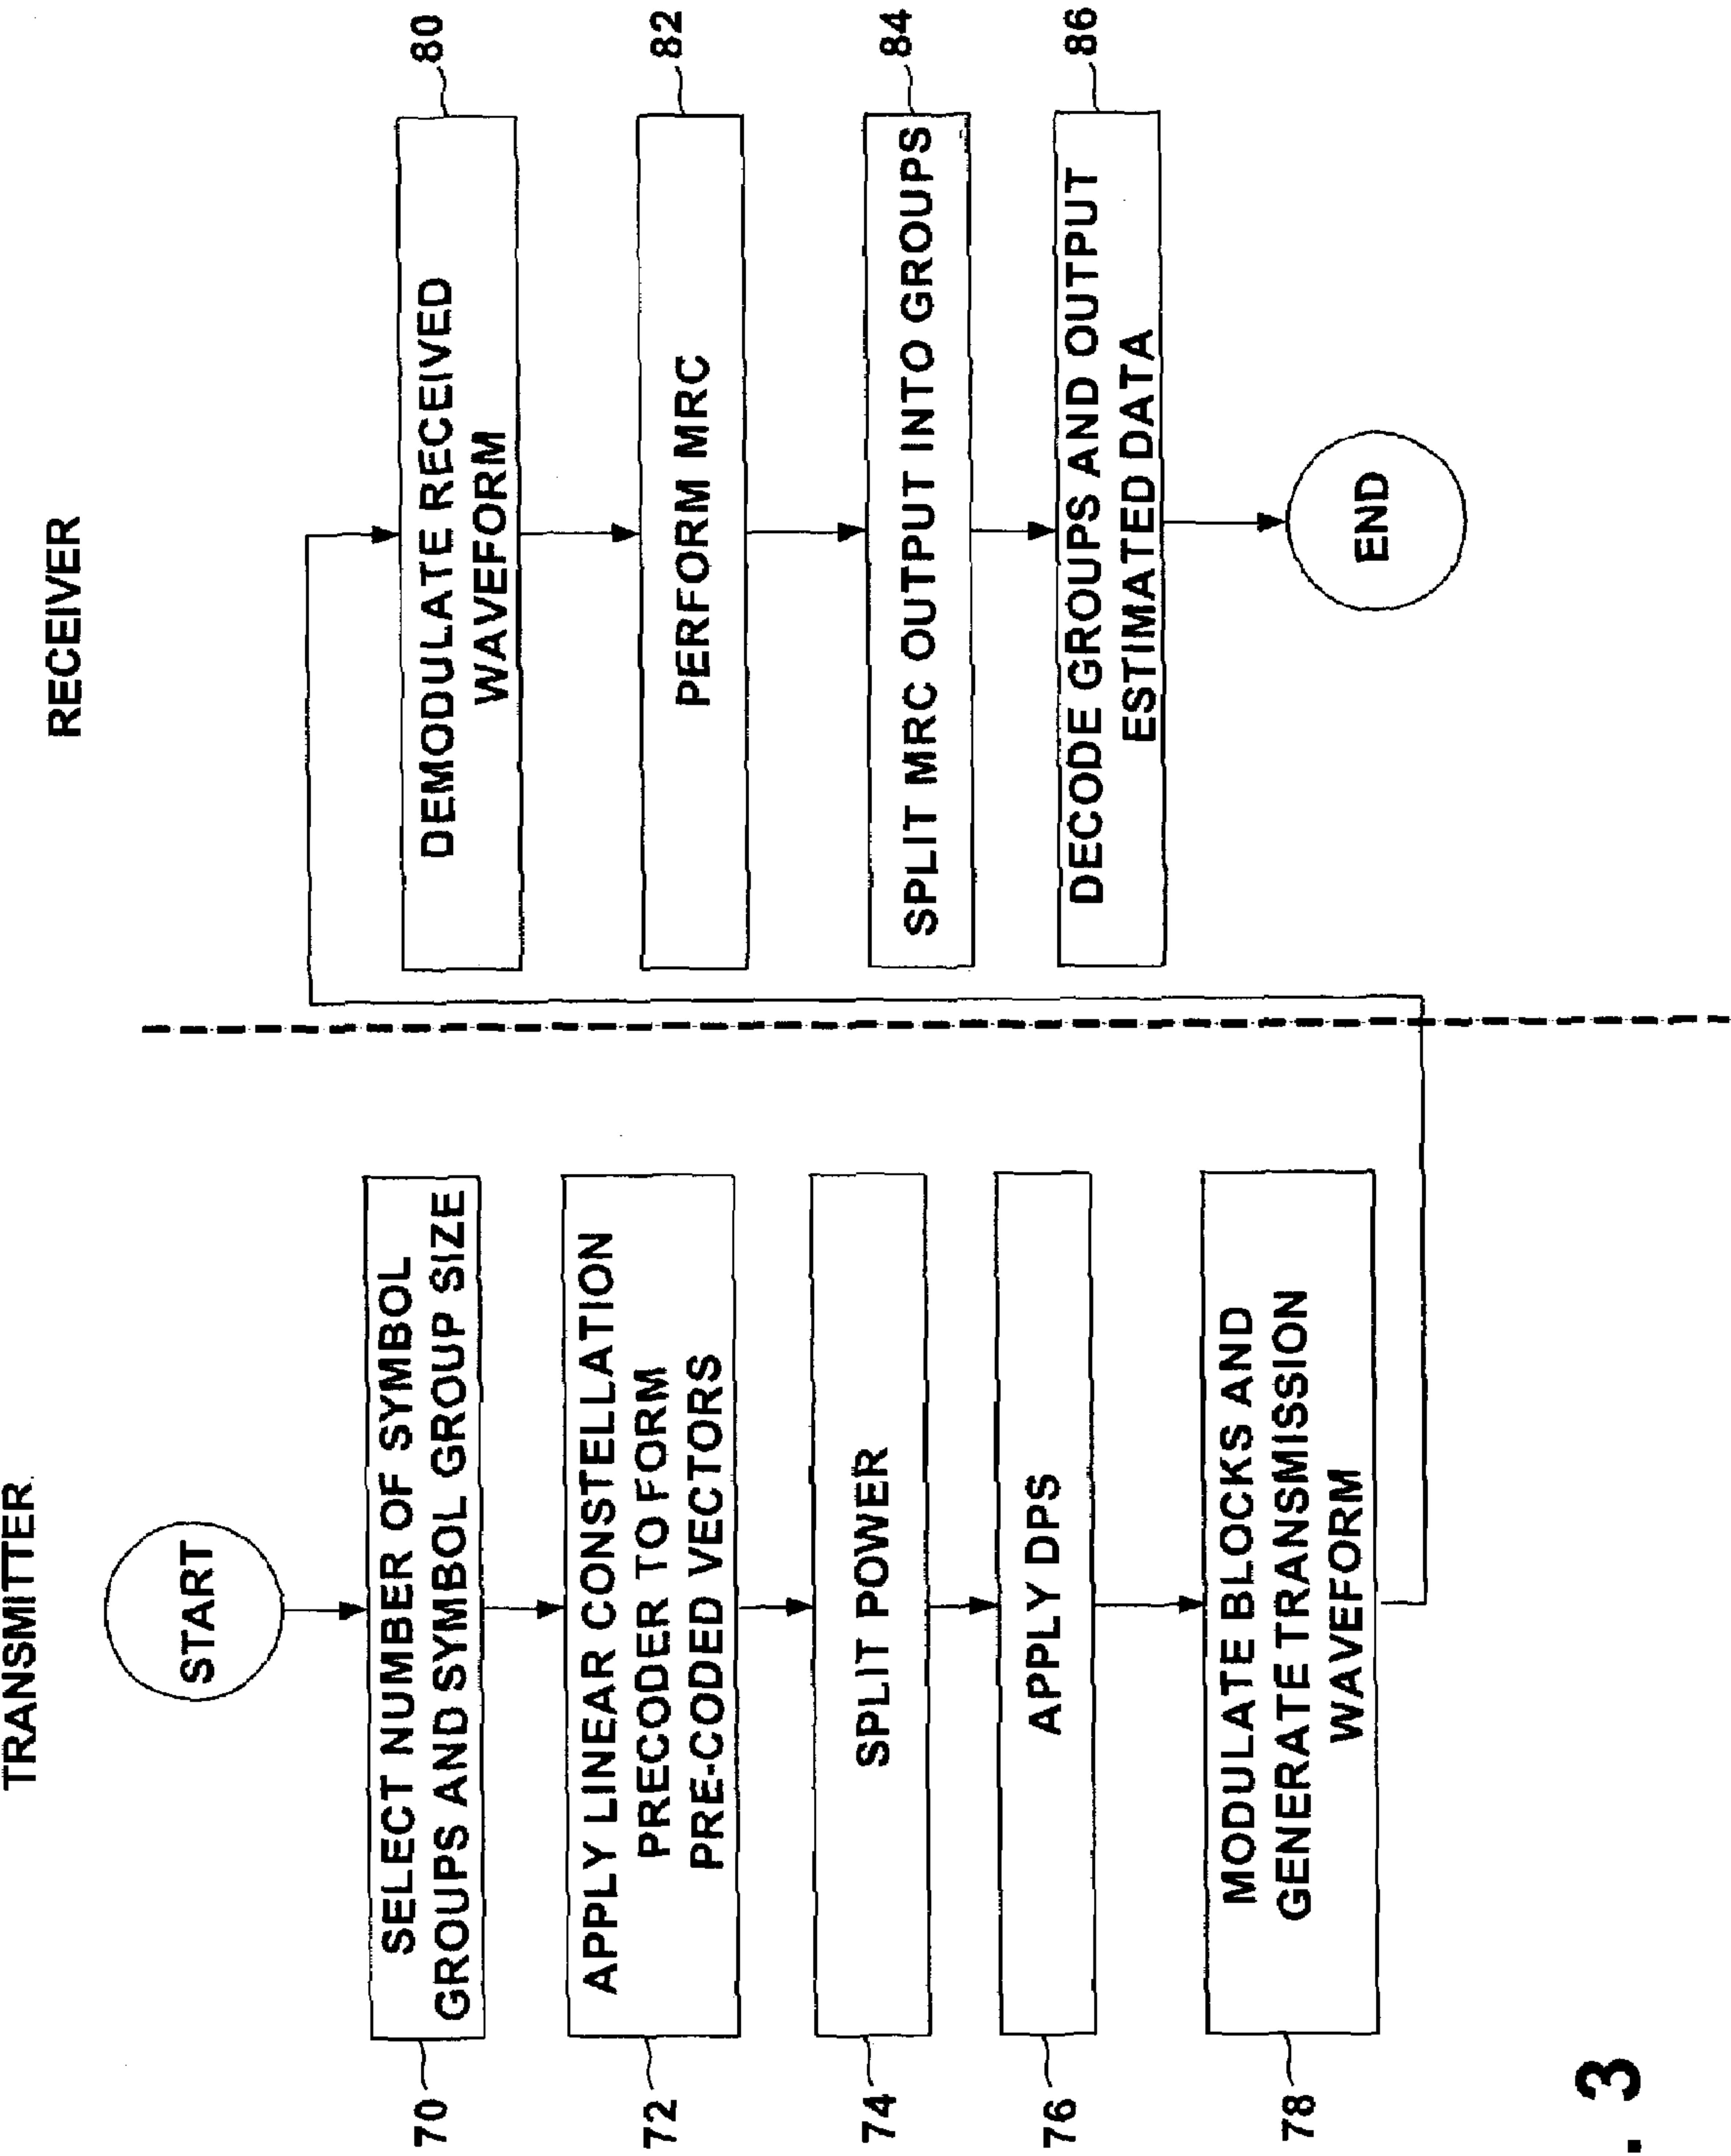 TRANSMITTER
START
70
SELECT NUMBER OF SYMBOL
GROUPS AND SYMBOL GROUP SIZE
72
APPLY LINEAR CONSTELLATION
PRECODER TO FORM
PRE-CODED VECTORS
74
SPLIT POWER
76
APPLY DPS
78
MODULATE BLOCKS AND
GENERATE TRANSMISSION
WAVEFORM
RECEIVER
DEMODULATE RECEIVED
WAVEFORM
80
PERFORM MRC
82
SPLIT MRC OUTPUT INTO GROUPS
84
DECODE GROUPS AND OUTPUT
ESTIMATED DATA
86
END
. 3